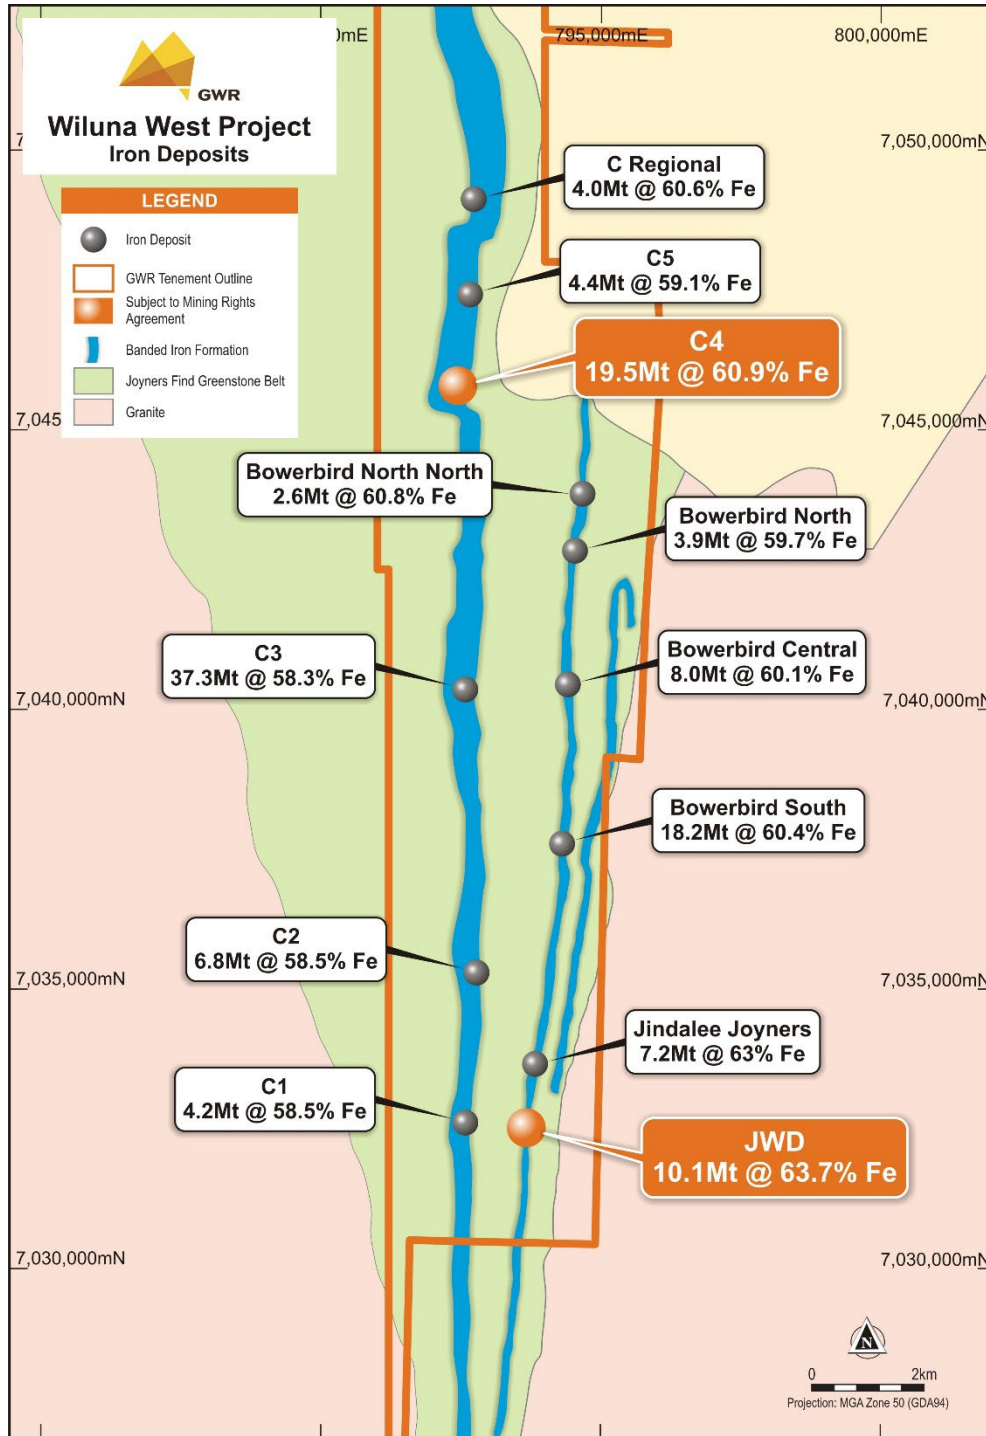 795,000mE
800,000mE
GWR
Wiluna West Project
Iron Deposits
7,050,000mN
LEGEND
Iron Deposit
GWR Tenement Outline
Subject to Mining Rights
Agreement
Banded Iron Formation
Joyners Find Greenstone Belt
Granite
C Regional
4.0Mt @ 60.6% Fe
C5
4.4Mt @ 59.1% Fe
C4
19.5Mt @ 60.9% Fe
7,045,000mN
Bowerbird North North
2.6Mt @ 60.8% Fe
Bowerbird North
3.9Mt @ 59.7% Fe
C3
37.3Mt @ 58.3% Fe
Bowerbird Central
8.0Mt @ 60.1% Fe
7,040,000mN
7,040,000mN
Bowerbird South
18.2Mt @ 60.4% Fe
C2
6.8Mt @ 58.5% Fe
7,035,000mN
7,035,000mN
Jindalee Joyners
7.2Mt @ 63% Fe
C1
4.2Mt @ 58.5% Fe
JWD
10.1Mt @ 63.7% Fe
7,030,000mN
7,030,000mN
N
0 2km
Projection: MGA Zone 50 (GDA94)